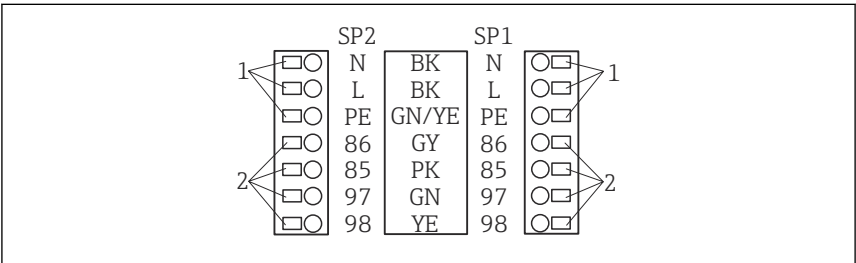 SP2 SP1
N BK N
1 L BK L 1
PE GN/YE PE
86 GY 86
85 PK 85
2 97 GN 97 2
98 YE 98